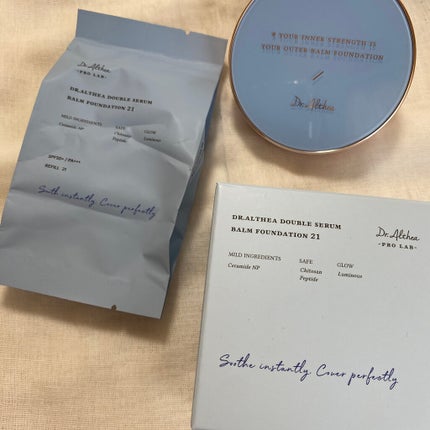 Dr.Althea
-PRO LAB-
DR.ALTHEA DOUBLE SERUM
BALM FOUNDATION 21
MILD INGREDIENTS SAFE GLOW
Ceramide NP Chitosan Luminous
Peptide
SPF50+/PA+++
REFILL 21
Sooth instantly. Cover perfectly
YOUR INNER STRENGTH IS
YOUR OUTER BALM FOUNDATION
Dr.Althea
DR.ALTHEA DOUBLE SERUM
BALM FOUNDATION 21
Dr.Althea
-PRO LAB-
MILD INGREDIENTS SAFE GLOW
Ceramide NP Chitosan Luminous
Peptide
Soothe instantly. Cover perfectly